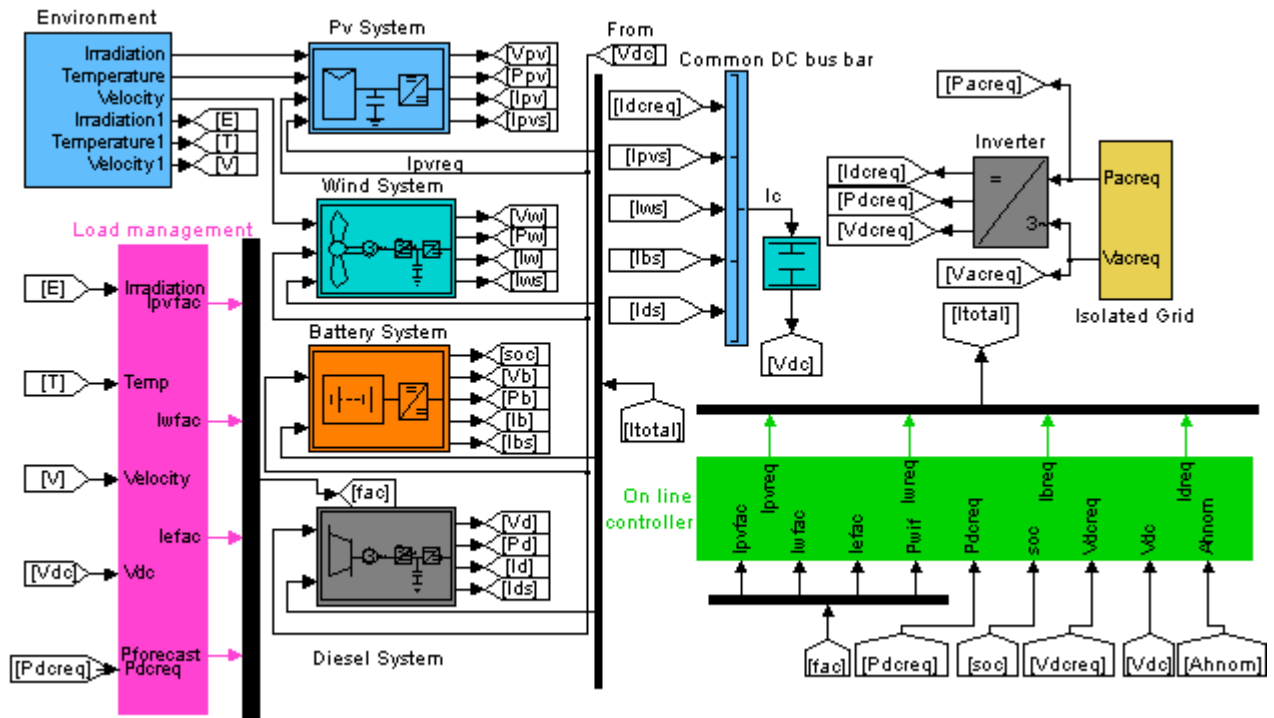 Environment
Irradiation
Temperature
Velocity
Irradiation1
Temperature1
Velocity1
[E]
[T]
[V]
Pv System
[Vpv]
[Ppv]
[Ipv]
[Ipvs]
Ipvreq
Wind System
[Vw]
[Pw]
[Iw]
[Iws]
Battery System
[soc]
[Vb]
[Pb]
[Ib]
[Ibs]
[fac]
[Vd]
[Pd]
[Id]
[Ids]
Diesel System
Load management
[E]
Irradiation
Ipvfac
[T]
Temp
Iwfac
[V]
Velocity
Iefac
[Vdc]
Vdc
Pforecast
[Pdcreq]
Pdcreq
From
[Vdc]
Common DC bus bar
[Idcreq]
[Ipvs]
[Iws]
[Ibs]
[Ids]
Ic
[Vdc]
[Itotal]
[Pacreq]
Inverter
[Idcreq]
[Pdcreq]
[Vdcreq]
=
3~
[Vacreq]
Pacreq
Vacreq
Isolated Grid
[Itotal]
On line
controller
Ipvreq
Iwreq
Ibreq
Idreq
Ipvfac
Iwfac
Iefac
Pwif
Pdcreq
soc
Vdcreq
Vdc
Ahnom
[fac]
[Pdcreq]
[soc]
[Vdcreq]
[Vdc]
[Ahnom]